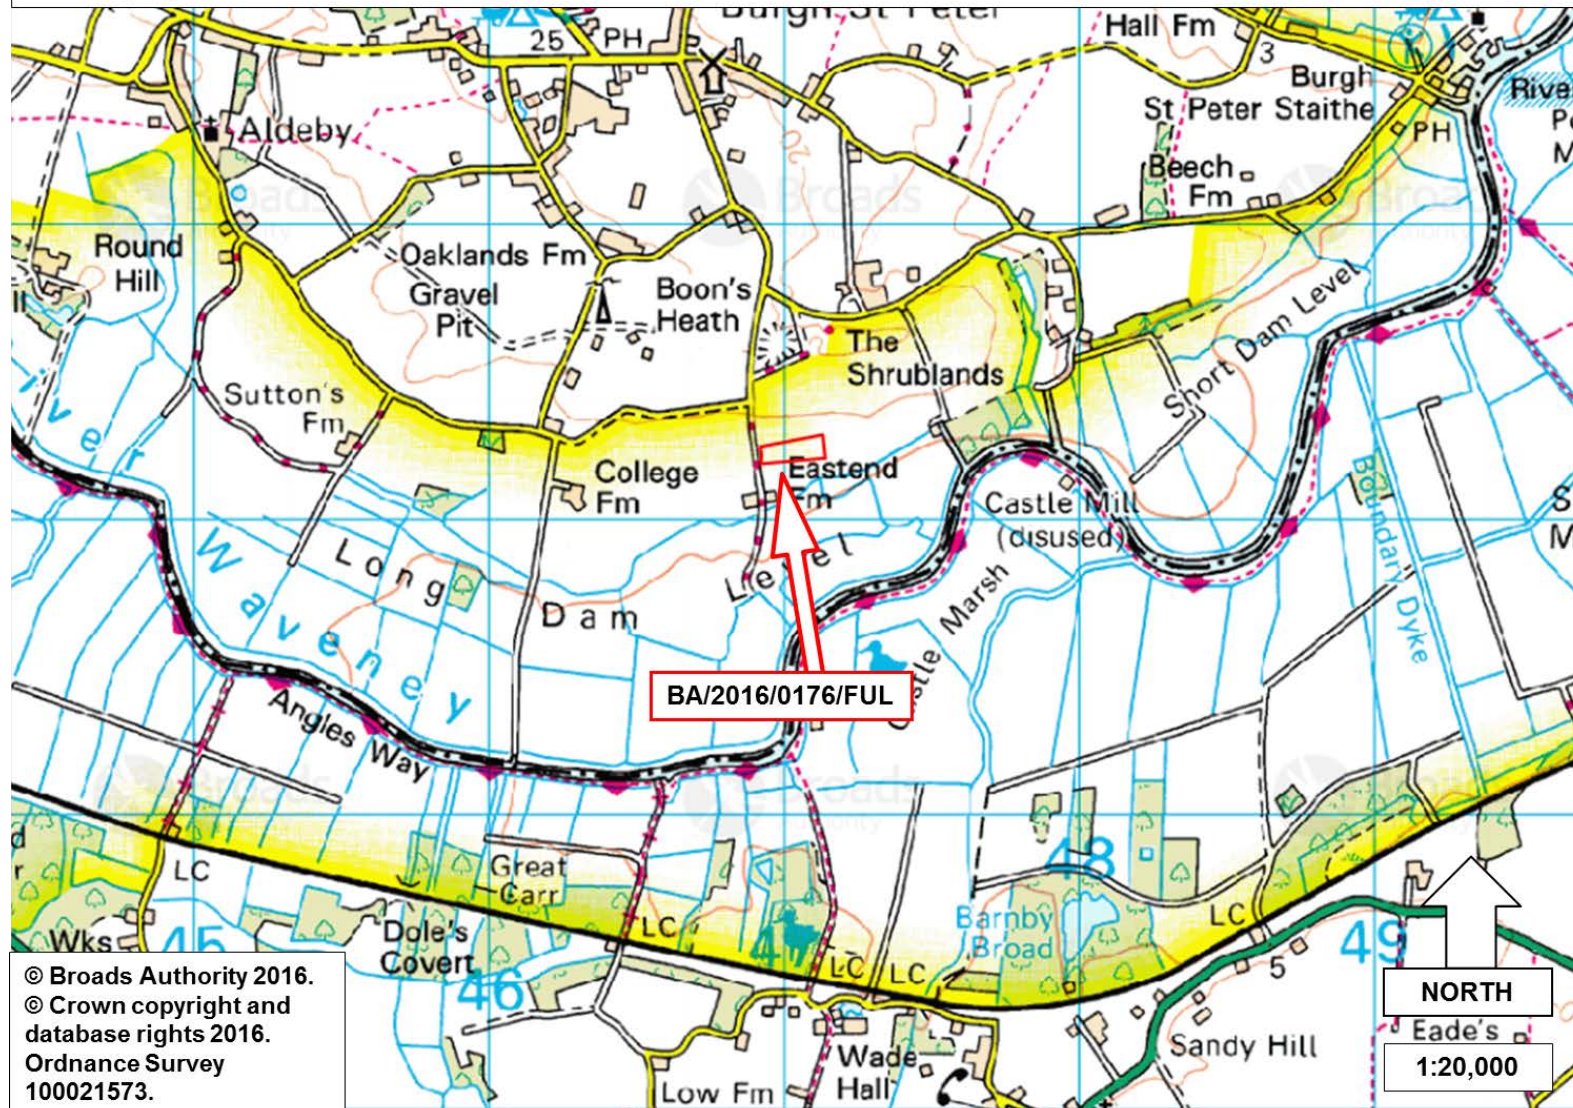 Burgh St Peter
Hall Fm
25
PH
3
Burgh
St Peter Staithe
PH
Aldeby
Beech
Fm
20
Round
Hill
Oaklands Fm
Gravel
Pit
Boon's
Heath
The
Shrublands
Short Dam Level
Sutton's
Fm
College
Fm
Eastend
Fm
Castle Mill
(disused)
Boundary Dyke
Long
Dam
Level
Waveney
Castle Marsh
BA/2016/0176/FUL
Angles Way
LC
Great
Carr
LC
48
Barnby
Broad
LC
49
Dole's
Covert
Wks
45
46
47
LC
LC
5
© Broads Authority 2016.
© Crown copyright and
database rights 2016.
Ordnance Survey
100021573.
NORTH
Eade's
1:20,000
Wade
Hall
Sandy Hill
Low Fm